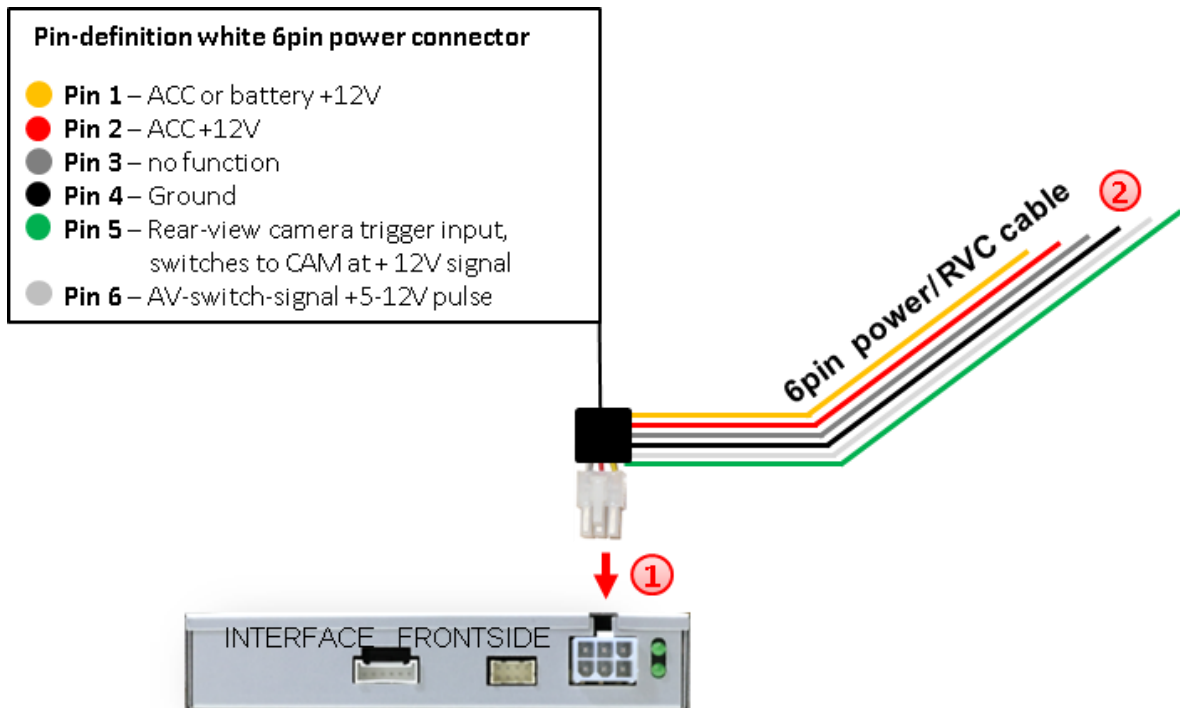 Pin-definition white 6pin power connector
Pin 1 – ACC or battery +12V
Pin 2 – ACC +12V
Pin 3 – no function
Pin 4 – Ground
Pin 5 – Rear-view camera trigger input,
switches to CAM at + 12V signal
Pin 6 – AV-switch-signal +5-12V pulse
6pin power/RVC cable
2
1
INTERFACE FRONTSIDE